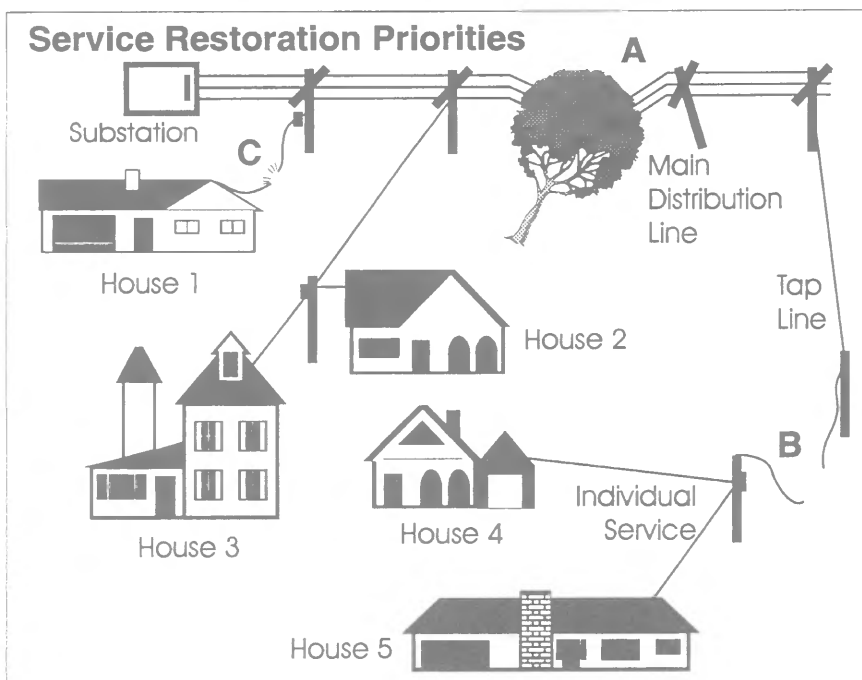 Service Restoration Priorities
A
Substation
C
Main
Distribution
Line
House 1
Tap
Line
House 2
B
Individual
Service
House 4
House 3
House 5